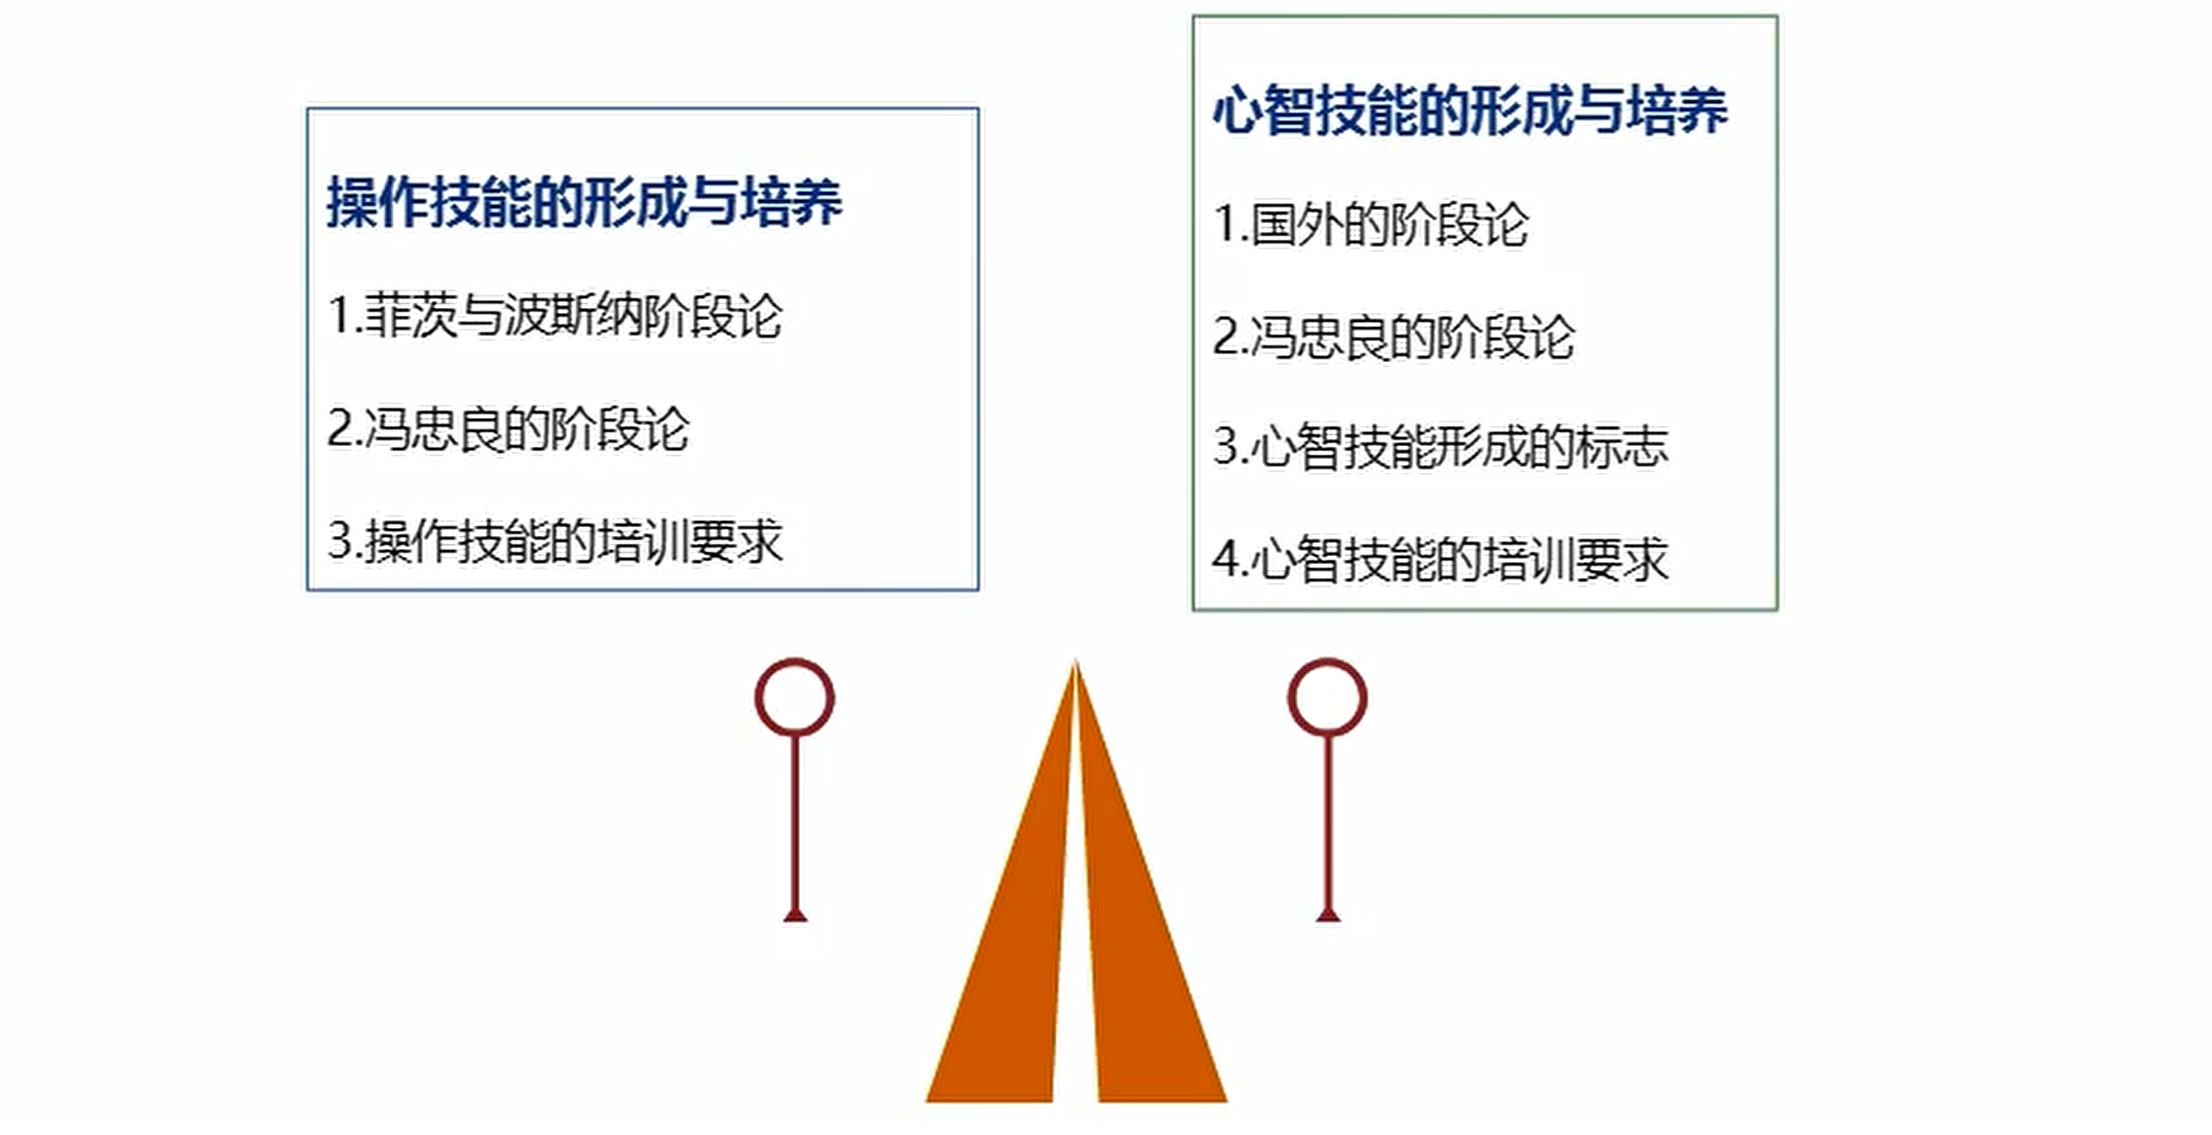 操作技能的形成与培养
1.菲茨与波斯纳阶段论
2.冯忠良的阶段论
3.操作技能的培训要求
心智技能的形成与培养
1.国外的阶段论
2.冯忠良的阶段论
3.心智技能形成的标志
4.心智技能的培训要求